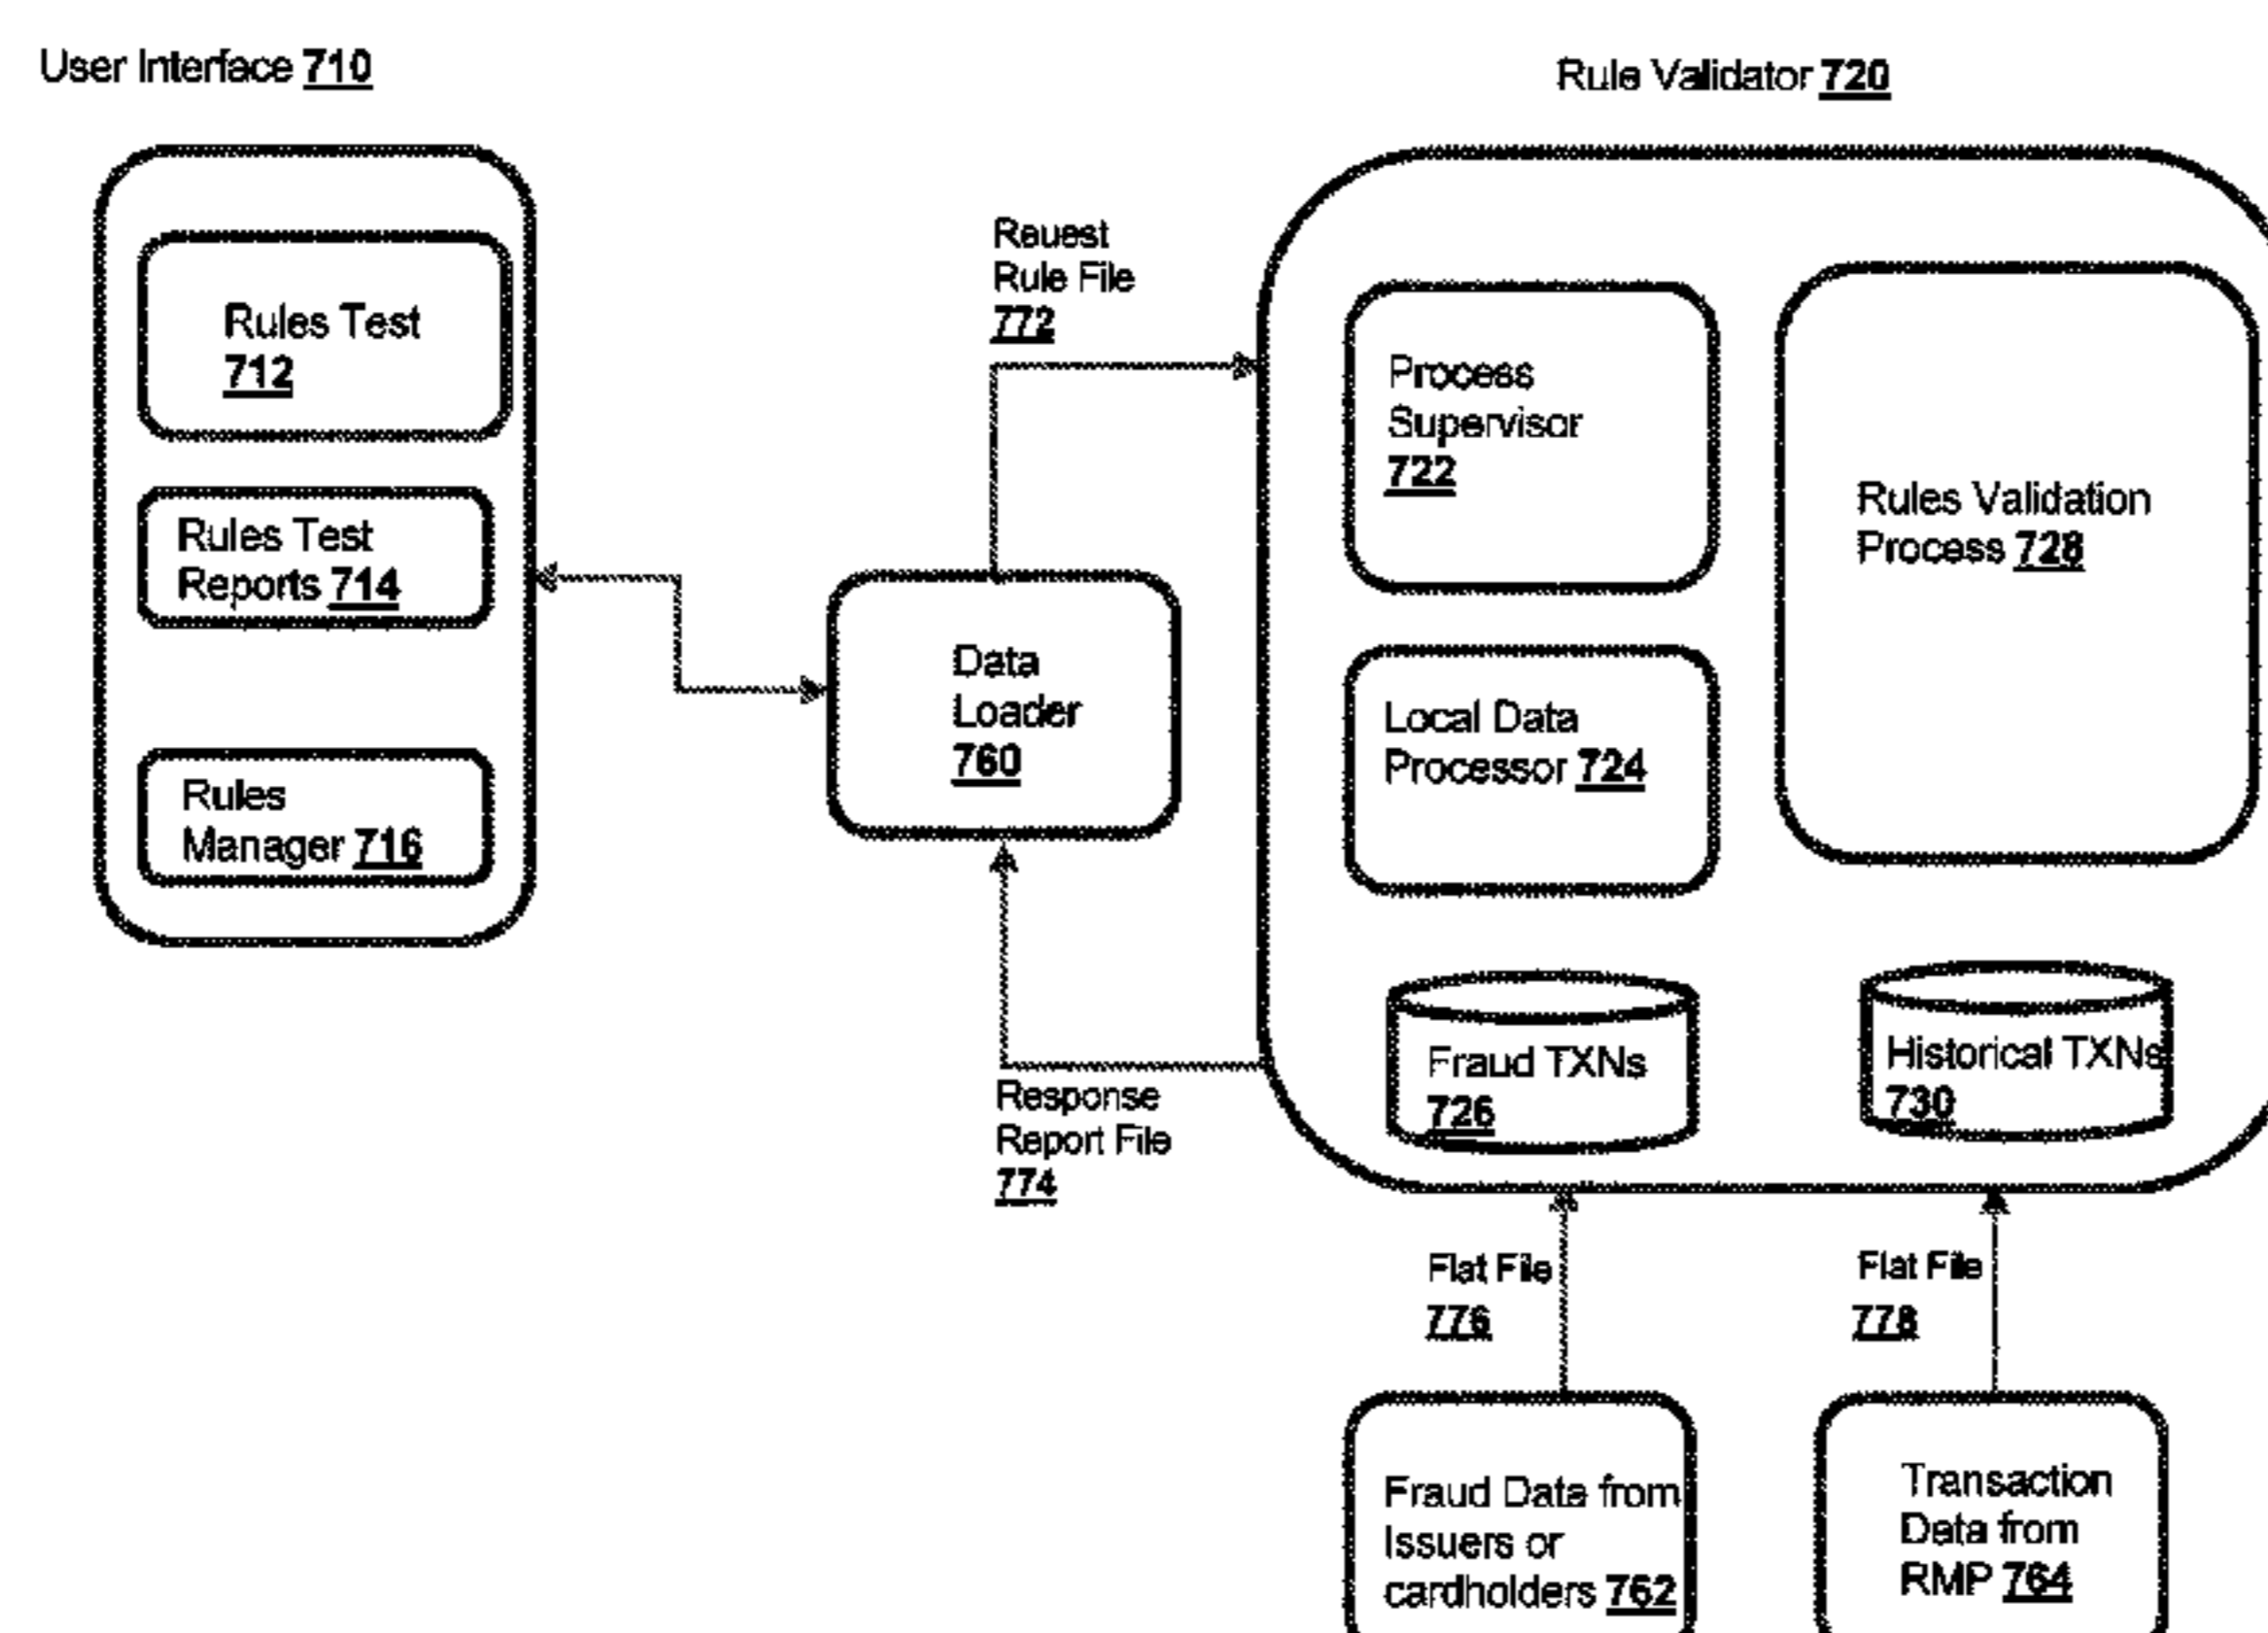 User Interface 710
Rule Validator 720
Rules Test
712
Rules Test
Reports 714
Rules
Manager 716
Reuest
Rule File
772
Data
Loader
760
Response
Report File
774
Process
Supervisor
722
Local Data
Processor 724
Rules Validation
Process 728
Fraud TXNs
726
Historical TXNs
730
Flat File
776
Flat File
778
Fraud Data from
Issuers or
cardholders 762
Transaction
Data from
RMP 764